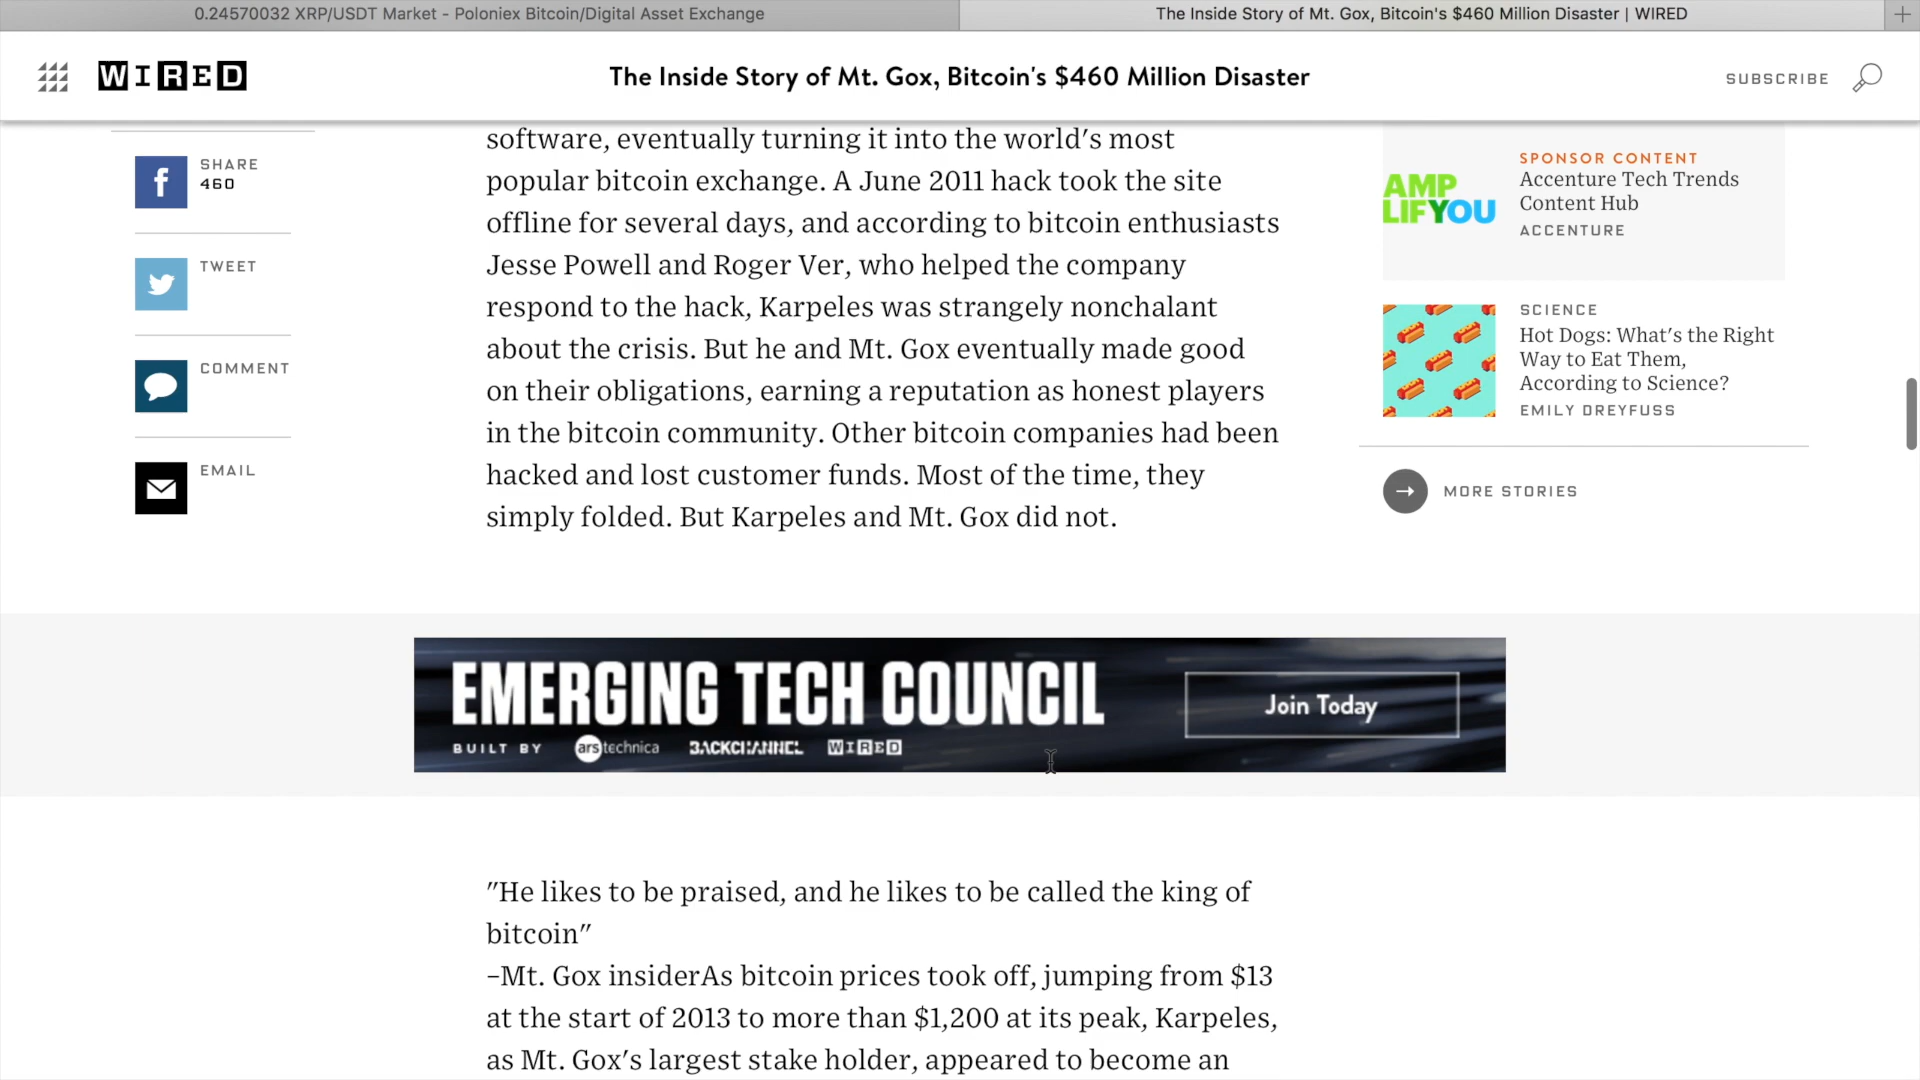 0.24570032 XRP/USDT Market - Poloniex Bitcoin/Digital Asset Exchange
The Inside Story of Mt. Gox, Bitcoin's $460 Million Disaster | WIRED
WIRED
The Inside Story of Mt. Gox, Bitcoin's $460 Million Disaster
SUBSCRIBE
SHARE
460
TWEET
COMMENT
EMAIL
software, eventually turning it into the world's most
popular bitcoin exchange. A June 2011 hack took the site
offline for several days, and according to bitcoin enthusiasts
Jesse Powell and Roger Ver, who helped the company
respond to the hack, Karpeles was strangely nonchalant
about the crisis. But he and Mt. Gox eventually made good
on their obligations, earning a reputation as honest players
in the bitcoin community. Other bitcoin companies had been
hacked and lost customer funds. Most of the time, they
simply folded. But Karpeles and Mt. Gox did not.
AMP
LIFYOU
SPONSOR CONTENT
Accenture Tech Trends
Content Hub
ACCENTURE
SCIENCE
Hot Dogs: What's the Right
Way to Eat Them,
According to Science?
EMILY DREYFUSS
MORE STORIES
EMERGING TECH COUNCIL
BUILT BY ars technica BACKCHANNEL WIRED
Join Today
"He likes to be praised, and he likes to be called the king of
bitcoin"
–Mt. Gox insiderAs bitcoin prices took off, jumping from $13
at the start of 2013 to more than $1,200 at its peak, Karpeles,
as Mt. Gox's largest stake holder, appeared to become an